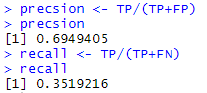 > precsion <- TP/(TP+FP)
> precsion
[1] 0.6949405
> recall <- TP/(TP+FN)
> recall
[1] 0.3519216